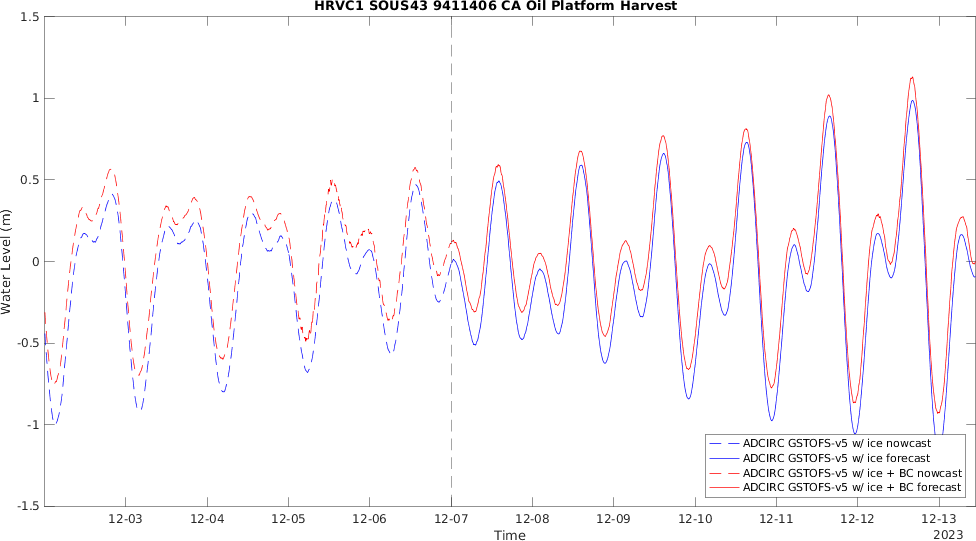 HRVC1 SOUS43 9411406 CA Oil Platform Harvest
1.5
1
0.5
0
-0.5
-1
-1.5
Water Level (m)
12-03 12-04 12-05 12-06 12-07 12-08 12-09 12-10 12-11 12-12 12-13
2023
Time
ADCIRC GSTOFS-v5 w/ ice nowcast
ADCIRC GSTOFS-v5 w/ ice forecast
ADCIRC GSTOFS-v5 w/ ice + BC nowcast
ADCIRC GSTOFS-v5 w/ ice + BC forecast